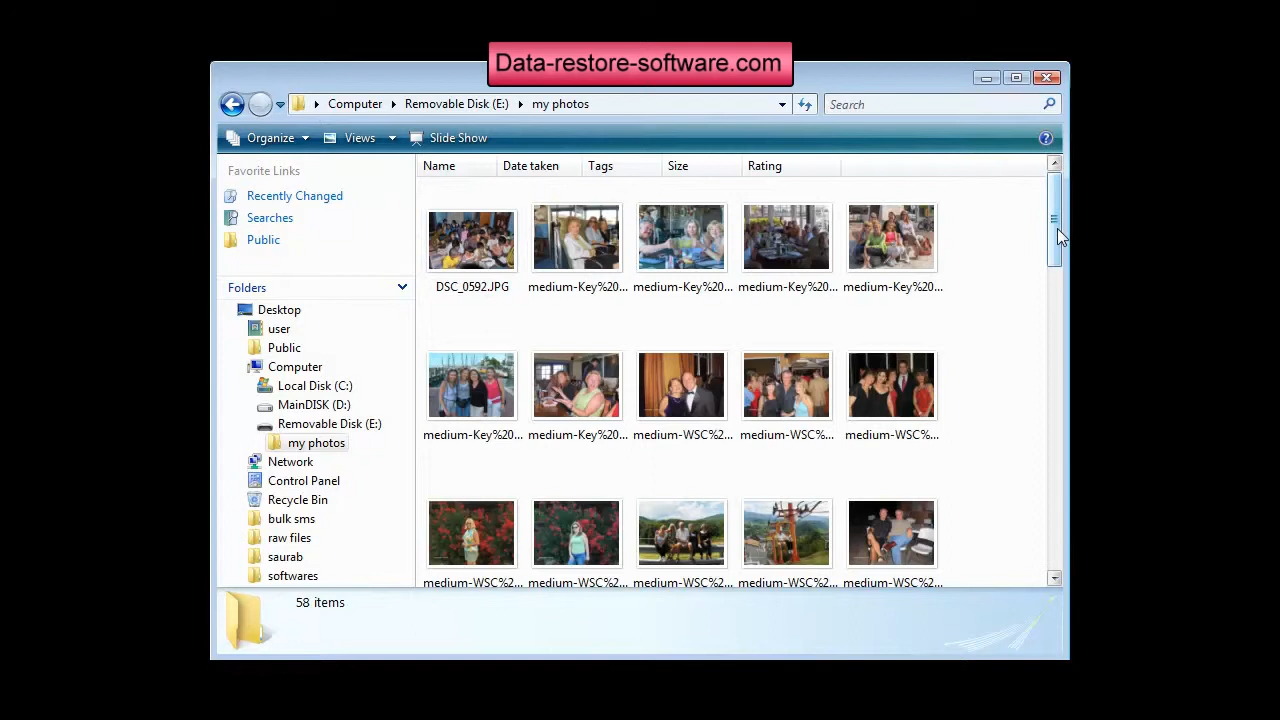 Data-restore-software.com
Computer Removable Disk (E:) my photos
Search
Organize Views Slide Show
Favorite Links
Recently Changed
Searches
Public
Folders
Desktop
user
Public
Computer
Local Disk (C:)
MainDISK (D:)
Removable Disk (E:)
my photos
Network
Control Panel
Recycle Bin
bulk sms
raw files
saurab
softwares
Name Date taken Tags Size Rating
DSC_0592.JPG medium-Key%20... medium-Key%20... medium-Key%20... medium-Key%20...
medium-Key%20... medium-Key%20... medium-WSC%2... medium-WSC%... medium-WSC%...
medium-WSC%2... medium-WSC%2... medium-WSC%2... medium-WSC%2... medium-WSC%2...
58 items